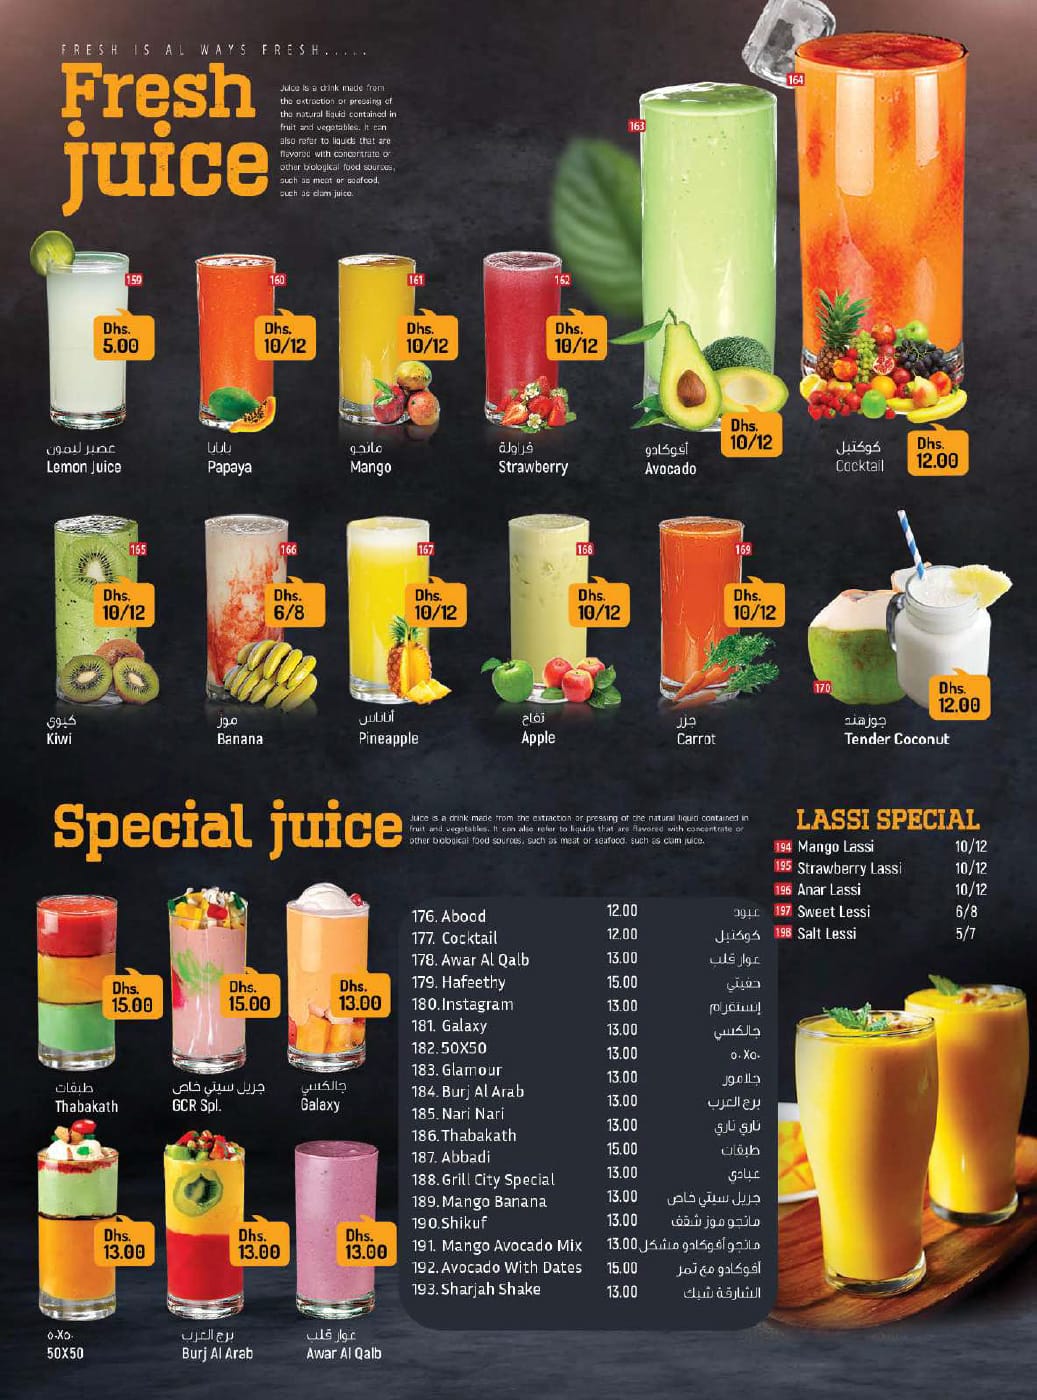 FRESH IS AL WAYS FRESH.....
Fresh
juice
Juice is a drink made from
the extraction or pressing of
the natural liquid contained in
fruit and vegetables. It can
also refer to liquids that are
flavored with concentrate or
other biological food sources,
such as meat or seafood,
such as clam juice.
159
Dhs.
5.00
عصير ليمون
Lemon Juice
160
Dhs.
10/12
بابايا
Papaya
161
Dhs.
10/12
مانجو
Mango
162
Dhs.
10/12
فراولة
Strawberry
163
Dhs.
10/12
أفوكادو
Avocado
164
Dhs.
12.00
كوكتيل
Cocktail
165
Dhs.
10/12
كيوي
Kiwi
166
Dhs.
6/8
موز
Banana
167
Dhs.
10/12
أناناس
Pineapple
168
Dhs.
10/12
تفاح
Apple
169
Dhs.
10/12
جزر
Carrot
170
Dhs.
12.00
جوز هند
Tender Coconut
Special juice
Juice is a drink made from the extraction or pressing of the natural liquid contained in
fruit and vegetables. It can also refer to liquids that are flavored with concentrate or
other biological food sources, such as meat or seafood, such as clam juice.
Dhs.
15.00
طبقات
Thabakath
Dhs.
15.00
جريل سيتي خاص
GCR Spl.
Dhs.
13.00
جالكسي
Galaxy
Dhs.
13.00
٥٠X٥٠
50X50
Dhs.
13.00
برج العرب
Burj Al Arab
Dhs.
13.00
عوار قلب
Awar Al Qalb
176. Abood 12.00 عبود
177. Cocktail 12.00 كوكتيل
178. Awar Al Qalb 13.00 عوار قلب
179. Hafeethy 15.00 حفيتي
180. Instagram 13.00 إنستقرام
181. Galaxy 13.00 جالكسي
182. 50X50 13.00 ٥٠X٥٠
183. Glamour 13.00 جلامور
184. Burj Al Arab 13.00 برج العرب
185. Nari Nari 13.00 ناري ناري
186. Thabakath 15.00 طبقات
187. Abbadi 13.00 عبادي
188. Grill City Special 13.00 جريل سيتي خاص
189. Mango Banana 13.00 مانجو موز شقف
190. Shikuf 13.00 مانجو أفوكادو مشكل
191. Mango Avocado Mix 15.00 أفوكادو مع تمر
192. Avocado With Dates 13.00 الشارقة شيك
193. Sharjah Shake
LASSI SPECIAL
194 Mango Lassi 10/12
195 Strawberry Lassi 10/12
196 Anar Lassi 10/12
197 Sweet Lessi 6/8
198 Salt Lessi 5/7